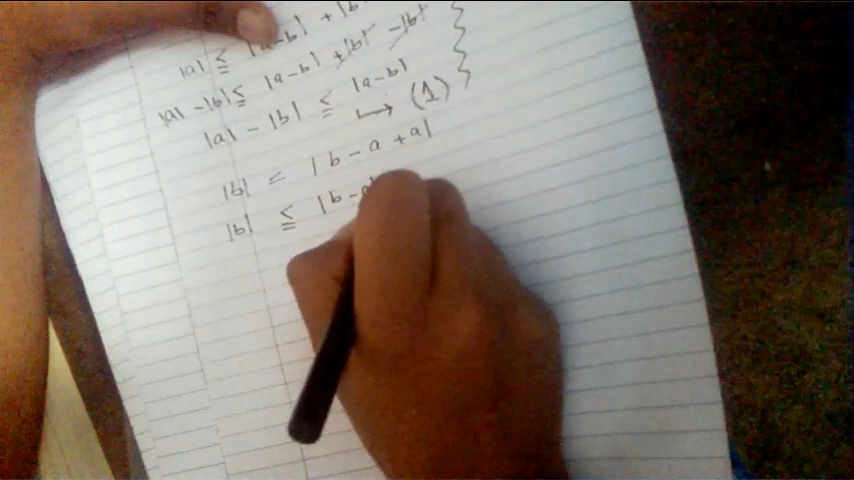 |a| ≦ |a-b| + |b
|a| - |b| ≦ |a-b| + |b| - |b|
|a| - |b| ≦ |a-b|
↳ (1)
|b| = |b - a + a|
|b| ≦ |b-a|